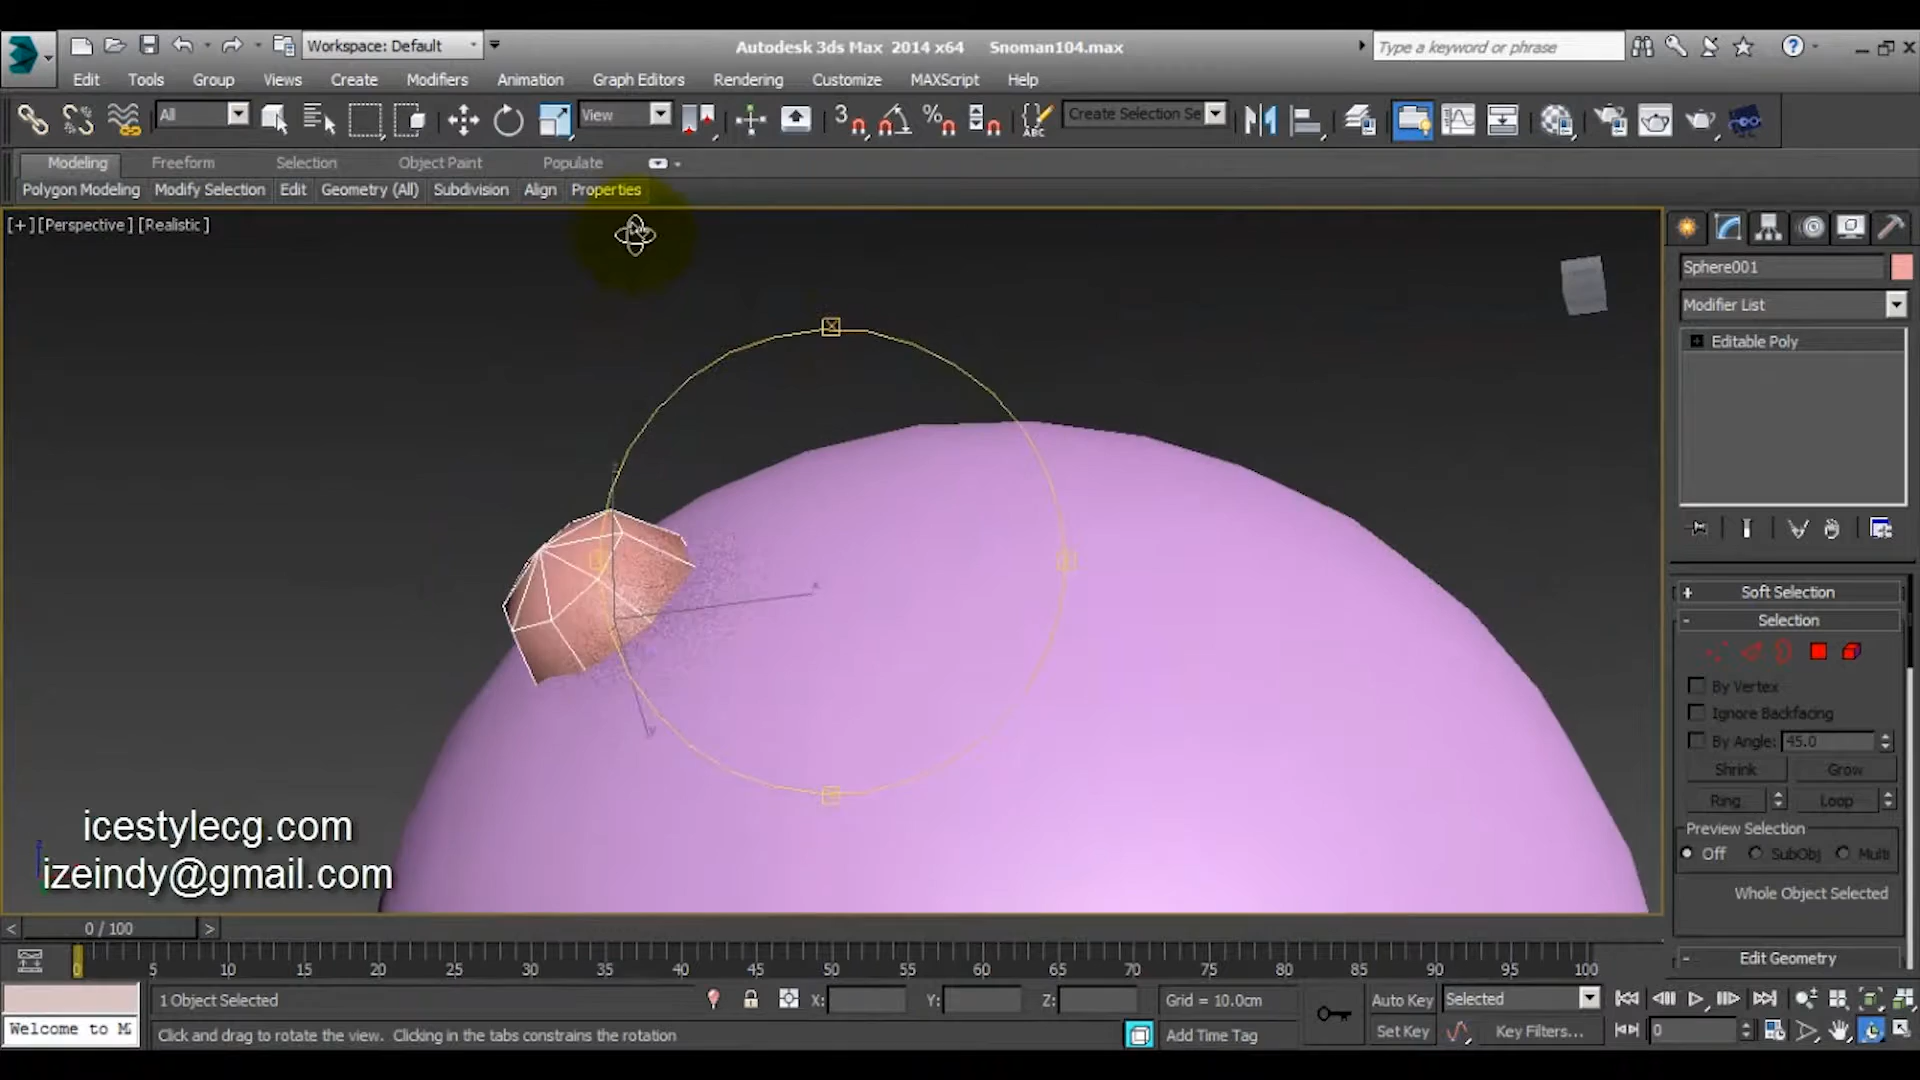 Workspace: Default
Autodesk 3ds Max 2014 x64 Snoman104.max
Type a keyword or phrase
Edit Tools Group Views Create Modifiers Animation Graph Editors Rendering Customize MAXScript Help
All
View
3
%
ABC
Create Selection Se
Modeling Freeform Selection Object Paint Populate
Polygon Modeling Modify Selection Edit Geometry (All) Subdivision Align Properties
[+][Perspective][Realistic]
Sphere001
Modifier List
Editable Poly
Soft Selection
Selection
By Vertex
Ignore Backfacing
By Angle: 45.0
Shrink Grow
Ring Loop
Preview Selection
Off SubObj Multi
Whole Object Selected
Edit Geometry
icestylecg.com
izeindy@gmail.com
< 0 / 100 >
0 5 10 15 20 25 30 35 40 45 50 55 60 65 70 75 80 85 90 95 100
1 Object Selected X: Y: Z: Grid = 10.0cm Auto Key Selected
Welcome to M
Click and drag to rotate the view. Clicking in the tabs constrains the rotation Add Time Tag Set Key Key Filters... 0